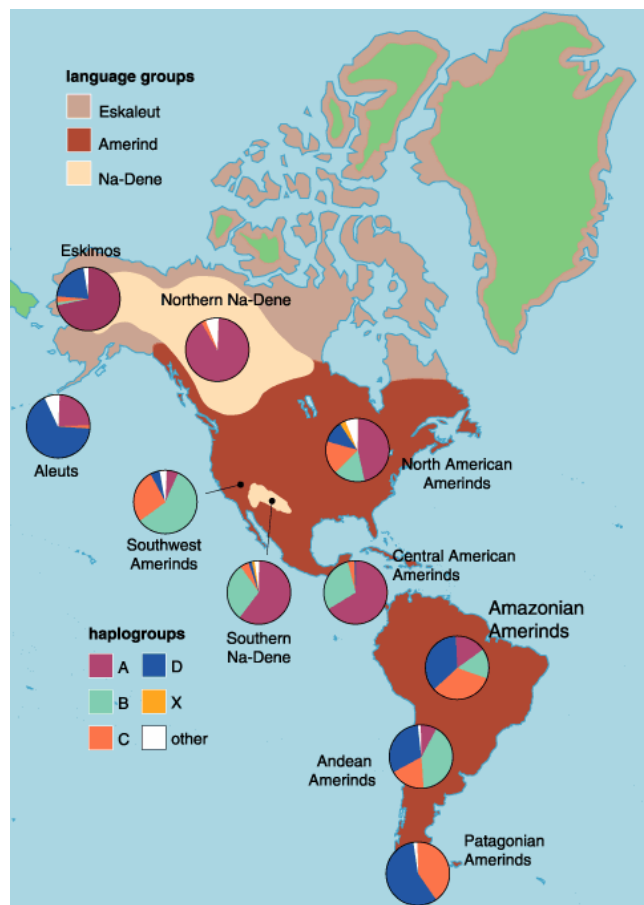 language groups
Eskaleut
Amerind
Na-Dene
Eskimos
Northern Na-Dene
Aleuts
North American
Amerinds
Southwest
Amerinds
Central American
Amerinds
Southern
Na-Dene
Amazonian
Amerinds
haplogroups
A
D
B
X
C
other
Andean
Amerinds
Patagonian
Amerinds